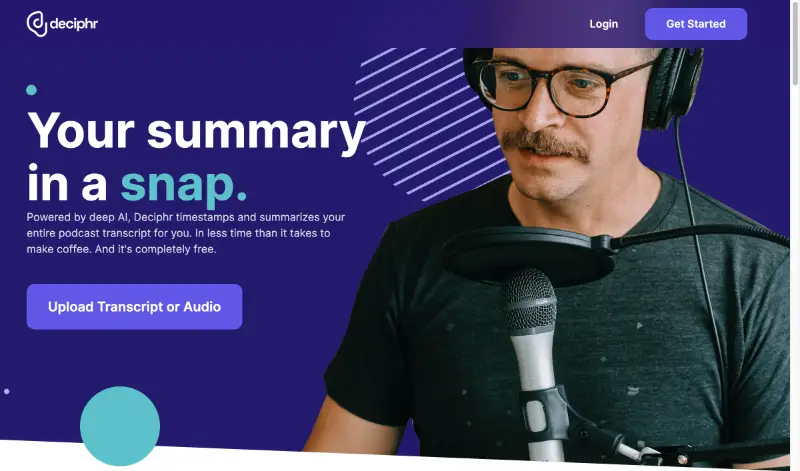 deciphr
Login
Get Started
Your summary
in a snap.
Powered by deep AI, Deciphr timestamps and summarizes your
entire podcast transcript for you. In less time than it takes to
make coffee. And it's completely free.
Upload Transcript or Audio